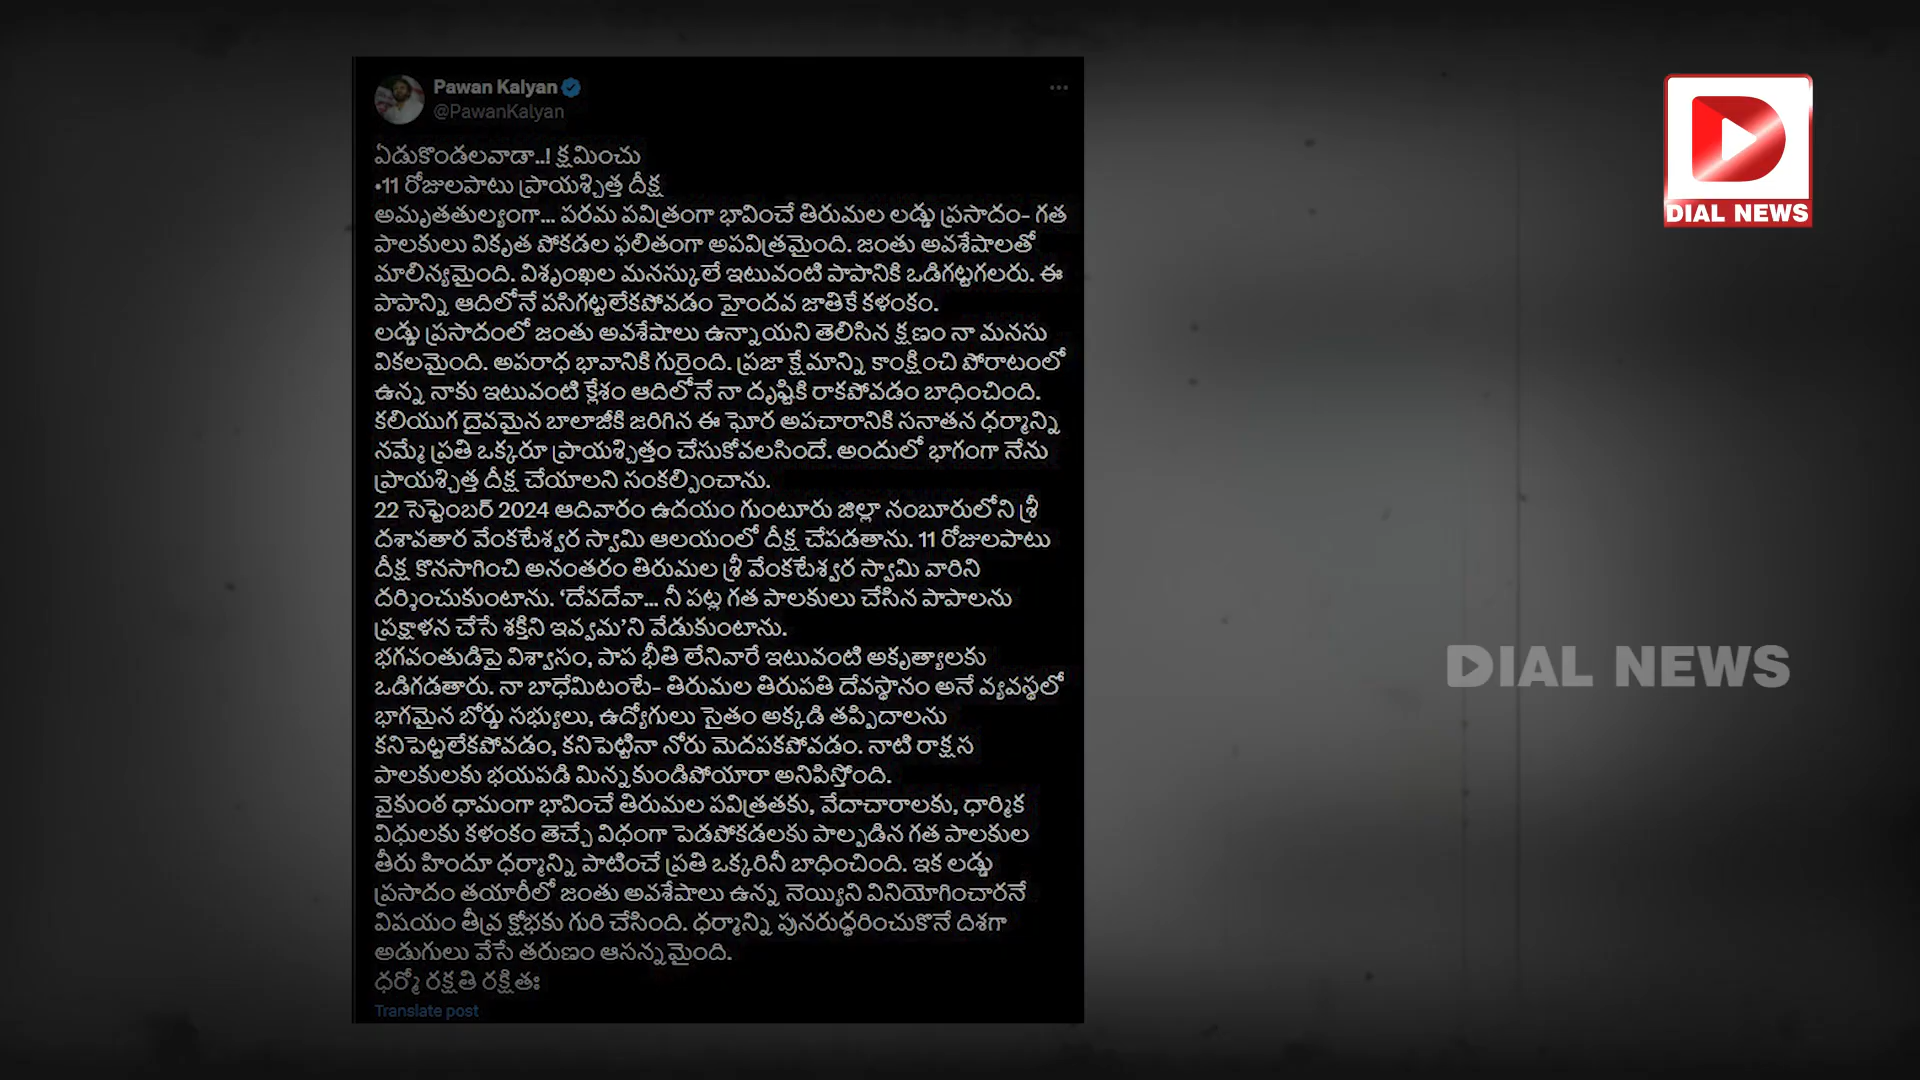 Pawan Kalyan
@PawanKalyan
ఏడుకొండలవాడా..! క్షమించు
•11 రోజులపాటు ప్రాయశ్చిత్త దీక్ష
అమృతతుల్యంగా... పరమ పవిత్రంగా భావించే తిరుమల లడ్డు ప్రసాదం- గత
పాలకులు వికృత పోకడల ఫలితంగా అపవిత్రమైంది. జంతు అవశేషాలతో
మాలిన్యమైంది. విశృంఖల మనస్కులే ఇటువంటి పాపానికి ఒడిగట్టగలరు. ఈ
పాపాన్ని ఆదిలోనే పసిగట్టలేకపోవడం హైందవ జాతికే కళంకం.
లడ్డు ప్రసాదంలో జంతు అవశేషాలు ఉన్నాయని తెలిసిన క్షణం నా మనసు
వికలమైంది. అపరాధ భావానికి గురైంది. ప్రజా క్షేమాన్ని కాంక్షించి పోరాటంలో
ఉన్న నాకు ఇటువంటి క్లేశం ఆదిలోనే నా దృష్టికి రాకపోవడం బాధించింది.
కలియుగ దైవమైన బాలాజీకి జరిగిన ఈ ఘోర అపచారానికి సనాతన ధర్మాన్ని
నమ్మే ప్రతి ఒక్కరూ ప్రాయశ్చిత్తం చేసుకోవలసిందే. అందులో భాగంగా నేను
ప్రాయశ్చిత్త దీక్ష చేయాలని సంకల్పించాను.
22 సెప్టెంబర్ 2024 ఆదివారం ఉదయం గుంటూరు జిల్లా నంబూరులోని శ్రీ
దశావతార వేంకటేశ్వర స్వామి ఆలయంలో దీక్ష చేపడతాను. 11 రోజులపాటు
దీక్ష కొనసాగించి అనంతరం తిరుమల శ్రీ వేంకటేశ్వర స్వామి వారిని
దర్శించుకుంటాను. ‘దేవదేవా... నీ పట్ల గత పాలకులు చేసిన పాపాలను
ప్రక్షాళన చేసే శక్తిని ఇవ్వమ’ని వేడుకుంటాను.
భగవంతుడిపై విశ్వాసం, పాప భీతి లేనివారే ఇటువంటి అకృత్యాలకు
ఒడిగడతారు. నా బాధేమిటంటే- తిరుమల తిరుపతి దేవస్థానం అనే వ్యవస్థలో
భాగమైన బోర్డు సభ్యులు, ఉద్యోగులు సైతం అక్కడి తప్పిదాలను
కనిపెట్టలేకపోవడం, కనిపెట్టినా నోరు మెదపకపోవడం. నాటి రాక్షస
పాలకులకు భయపడి మిన్నకుండిపోయారా అనిపిస్తోంది.
వైకుంఠ ధామంగా భావించే తిరుమల పవిత్రతకు, వేదాచారాలకు, ధార్మిక
విధులకు కళంకం తెచ్చే విధంగా పెడపోకడలకు పాల్పడిన గత పాలకుల
తీరు హిందూ ధర్మాన్ని పాటించే ప్రతి ఒక్కరినీ బాధించింది. ఇక లడ్డు
ప్రసాదం తయారీలో జంతు అవశేషాలు ఉన్న నెయ్యిని వినియోగించారనే
విషయం తీవ్ర క్షోభకు గురి చేసింది. ధర్మాన్ని పునరుద్ధరించుకొనే దిశగా
అడుగులు వేసే తరుణం ఆసన్నమైంది.
ధర్మో రక్షతి రక్షితః
Translate post
DIAL NEWS
DIAL NEWS